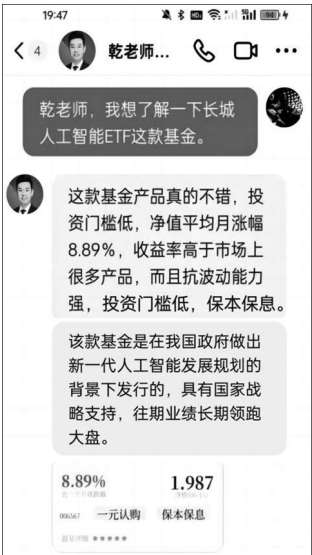 19:47
4
乾老师...
乾老师，我想了解一下长城
人工智能ETF这款基金。
这款基金产品真的不错，投
资门槛低，净值平均月涨幅
8.89%，收益率高于市场上
很多产品，而且抗波动能力
强，投资门槛低，保本保息。
该款基金是在我国政府做出
新一代人工智能发展规划的
背景下发行的，具有国家战
略支持，往期业绩长期领跑
大盘。
8.89% 1.987
006567 一元认购 保本保息